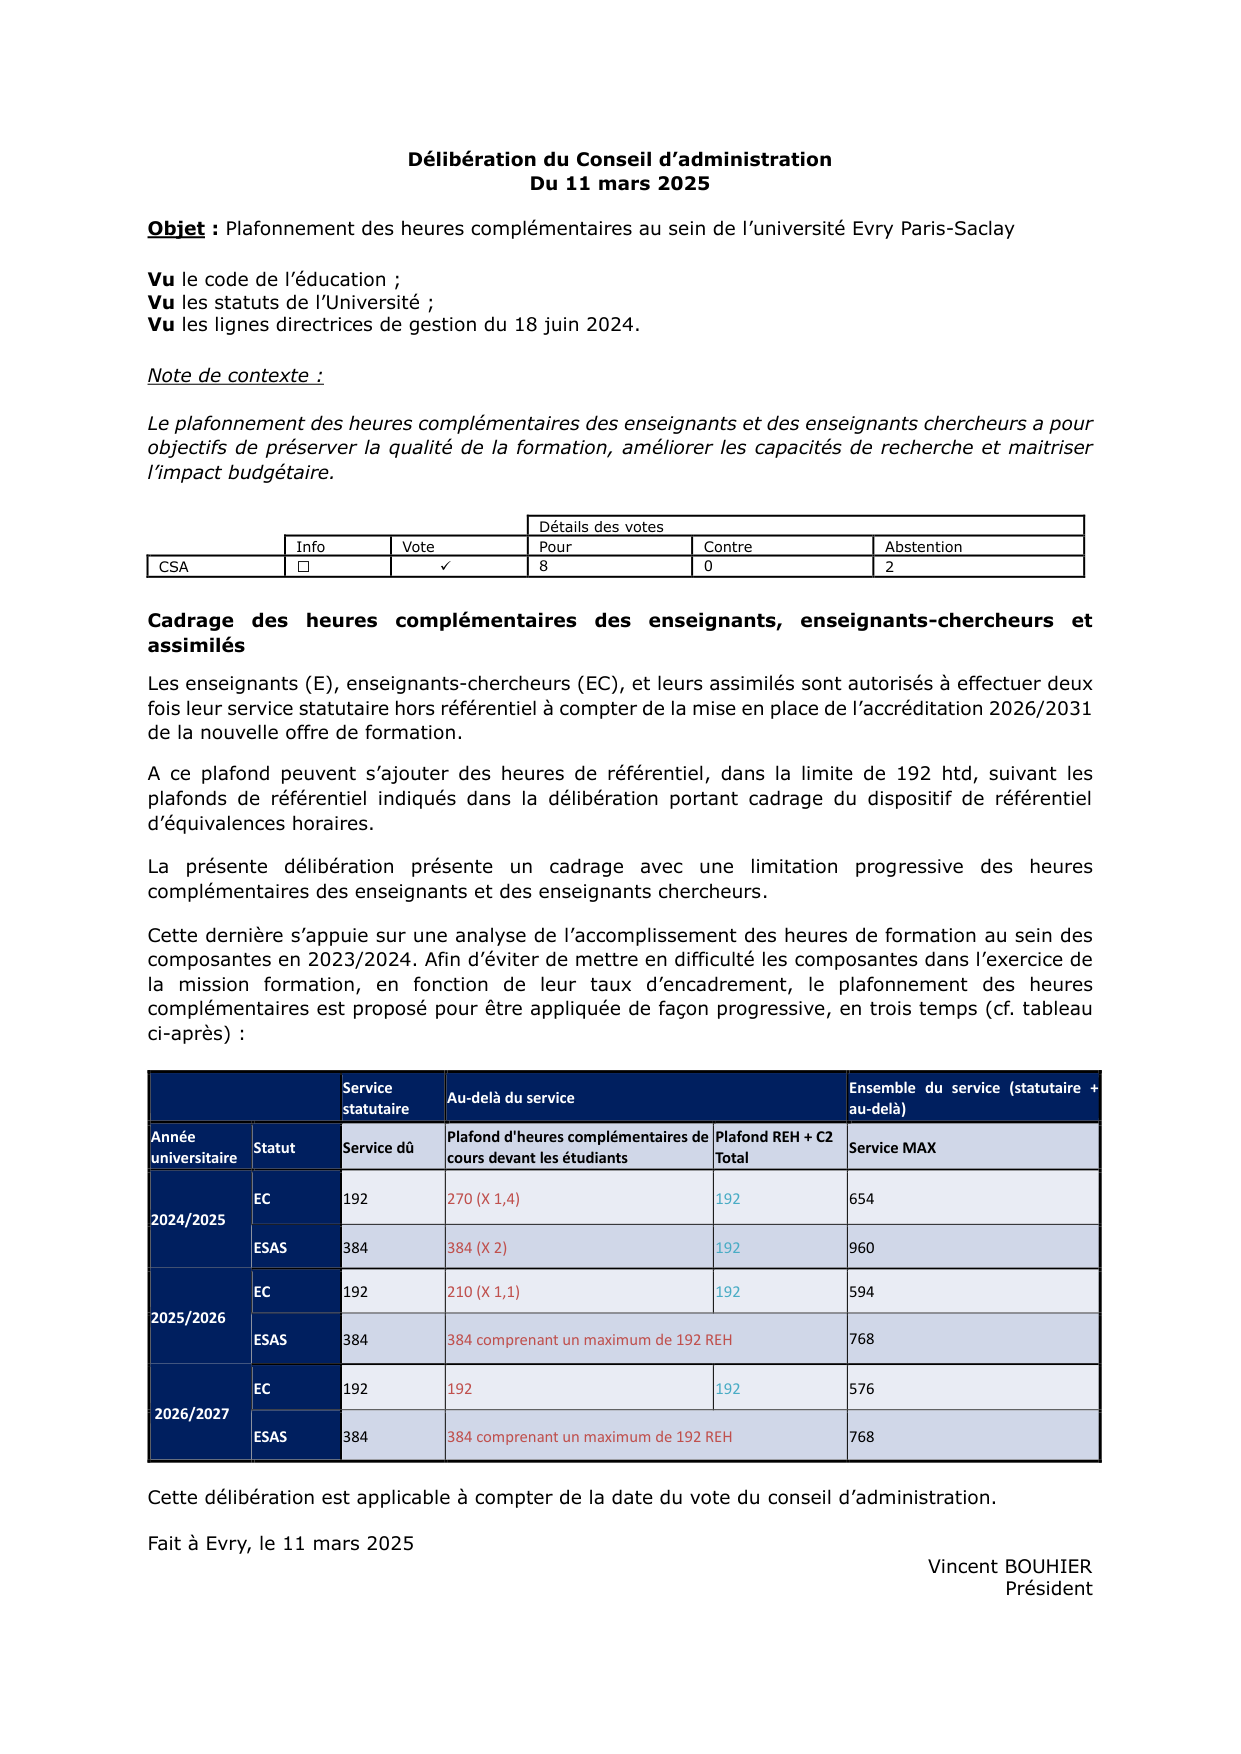 Délibération du Conseil d’administration
Du 11 mars 2025
Objet : Plafonnement des heures complémentaires au sein de l’université Evry Paris-Saclay
Vu le code de l’éducation ;
Vu les statuts de l’Université ;
Vu les lignes directrices de gestion du 18 juin 2024.
Note de contexte :
Le plafonnement des heures complémentaires des enseignants et des enseignants chercheurs a pour
objectifs de préserver la qualité de la formation, améliorer les capacités de recherche et maitriser
l’impact budgétaire.
Détails des votes
Info Vote Pour Contre Abstention
CSA ☐ ✓ 8 0 2
Cadrage des heures complémentaires des enseignants, enseignants-chercheurs et
assimilés
Les enseignants (E), enseignants-chercheurs (EC), et leurs assimilés sont autorisés à effectuer deux
fois leur service statutaire hors référentiel à compter de la mise en place de l’accréditation 2026/2031
de la nouvelle offre de formation.
A ce plafond peuvent s’ajouter des heures de référentiel, dans la limite de 192 htd, suivant les
plafonds de référentiel indiqués dans la délibération portant cadrage du dispositif de référentiel
d’équivalences horaires.
La présente délibération présente un cadrage avec une limitation progressive des heures
complémentaires des enseignants et des enseignants chercheurs.
Cette dernière s’appuie sur une analyse de l’accomplissement des heures de formation au sein des
composantes en 2023/2024. Afin d’éviter de mettre en difficulté les composantes dans l’exercice de
la mission formation, en fonction de leur taux d’encadrement, le plafonnement des heures
complémentaires est proposé pour être appliquée de façon progressive, en trois temps (cf. tableau
ci-après) :
Service
statutaire
Au-delà du service
Ensemble du service (statutaire +
au-delà)
Année
universitaire
Statut
Service dû
Plafond d'heures complémentaires de
cours devant les étudiants
Plafond REH + C2
Total
Service MAX
2024/2025
EC 192 270 (X 1,4) 192 654
ESAS 384 384 (X 2) 192 960
2025/2026
EC 192 210 (X 1,1) 192 594
ESAS 384 384 comprenant un maximum de 192 REH 768
2026/2027
EC 192 192 192 576
ESAS 384 384 comprenant un maximum de 192 REH 768
Cette délibération est applicable à compter de la date du vote du conseil d’administration.
Fait à Evry, le 11 mars 2025
Vincent BOUHIER
Président